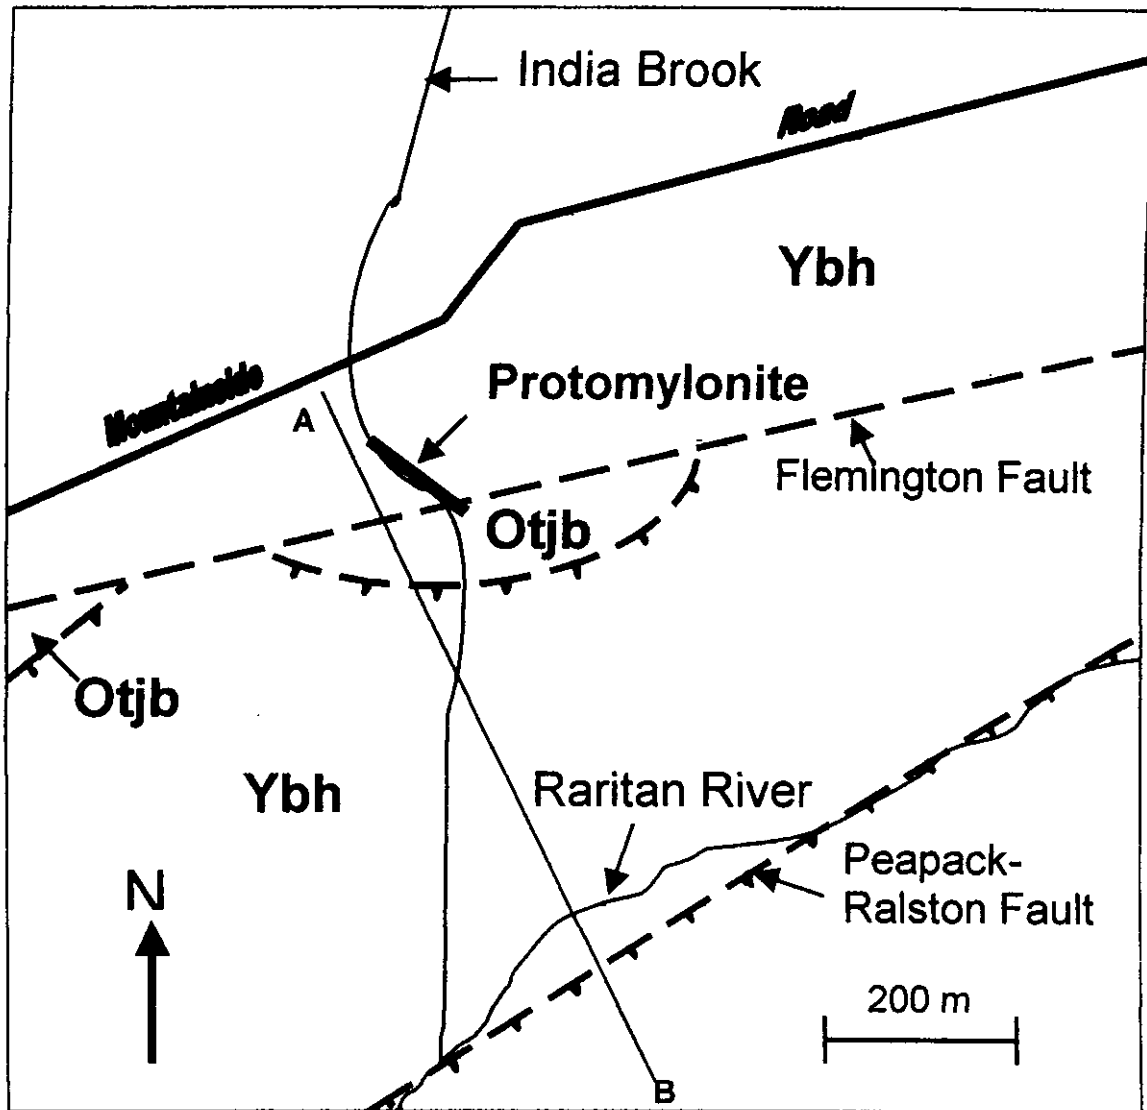 India Brook
Road
Ybh
Mountainside
Protomylonite
A
Flemington Fault
Otjb
Otjb
Ybh
Raritan River
Peapack-
Ralston Fault
N
200 m
B